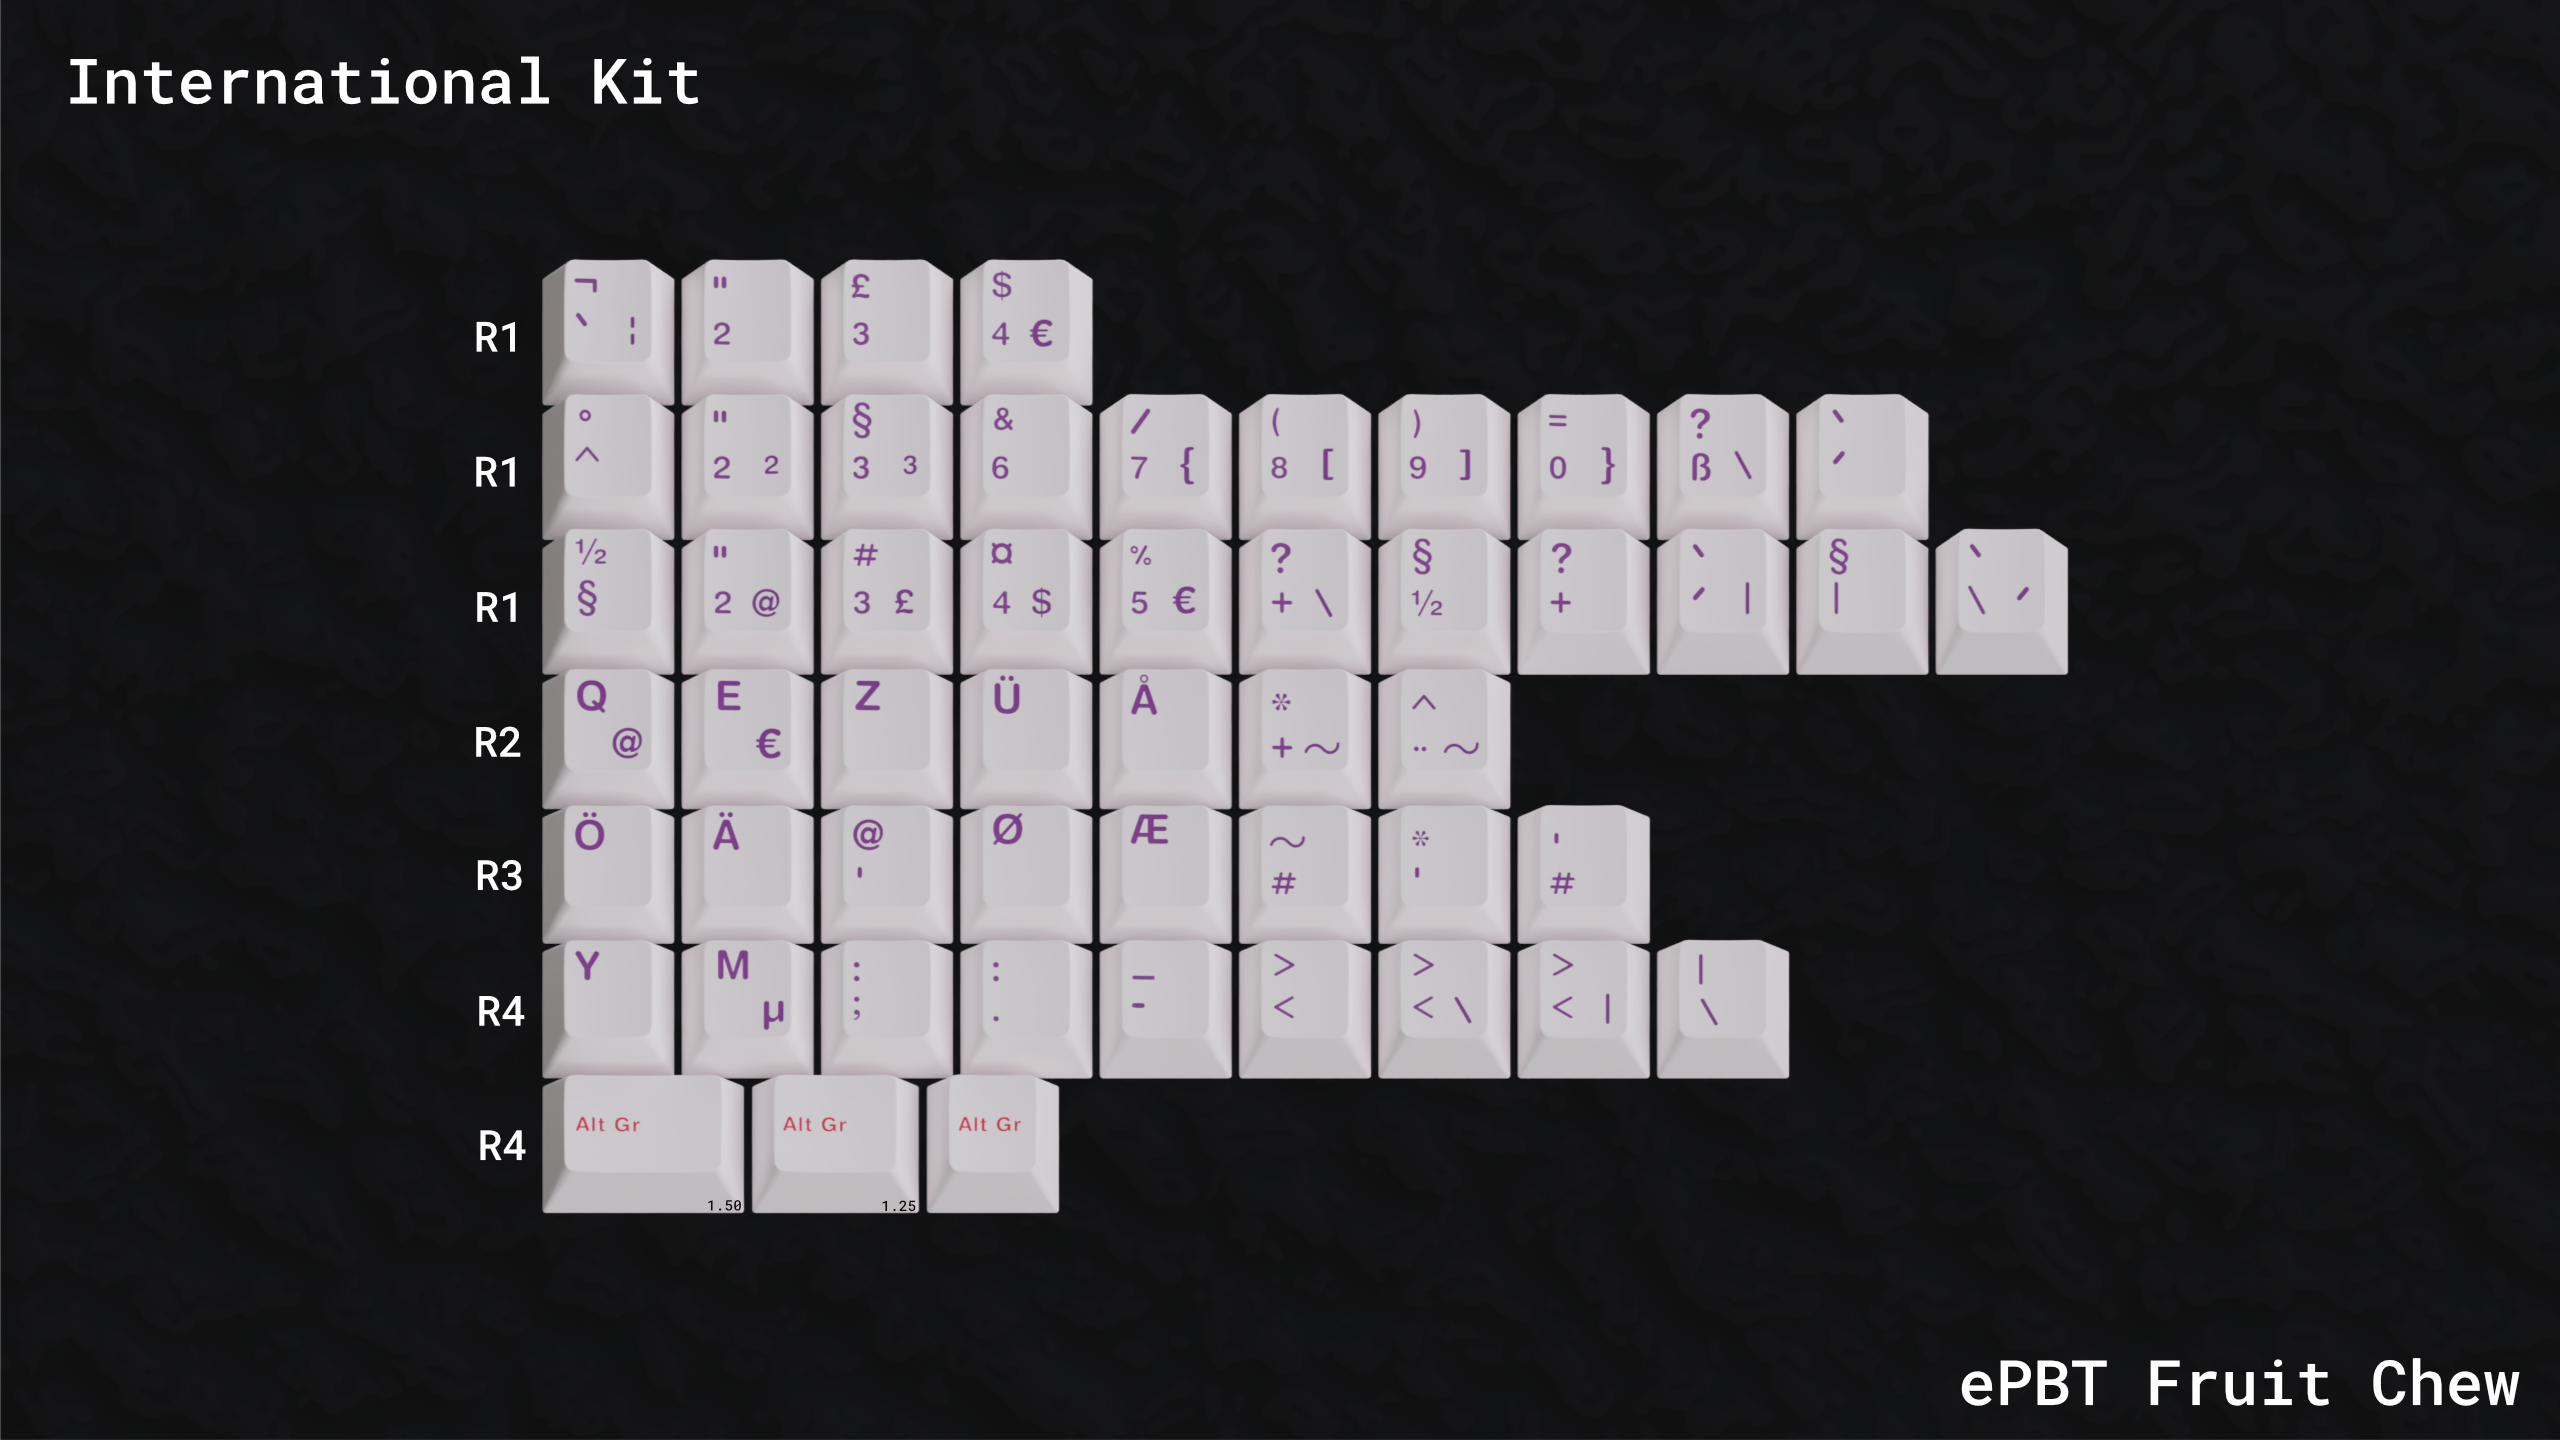 International Kit
¬ " £ $
R1 ` ¦ 2 3 4 €
° " § & / ( ) = ? `
R1 ^ 2 ² 3 ³ 6 7 { 8 [ 9 ] 0 } ß \ ´
½ " # ¤ % ? § ? ` § `
R1 § 2 @ 3 £ 4 $ 5 € + \ ½ + ´ | | \ ´
Q E Z Ü Å * ^
R2 @ € + ~ ¨ ~
Ö Ä @ Ø Æ ~ * '
R3 ' # ' #
Y M : : _ > > > |
R4 µ ; . - < < \ < | \
R4 Alt Gr Alt Gr Alt Gr
1.50 1.25
ePBT Fruit Chew